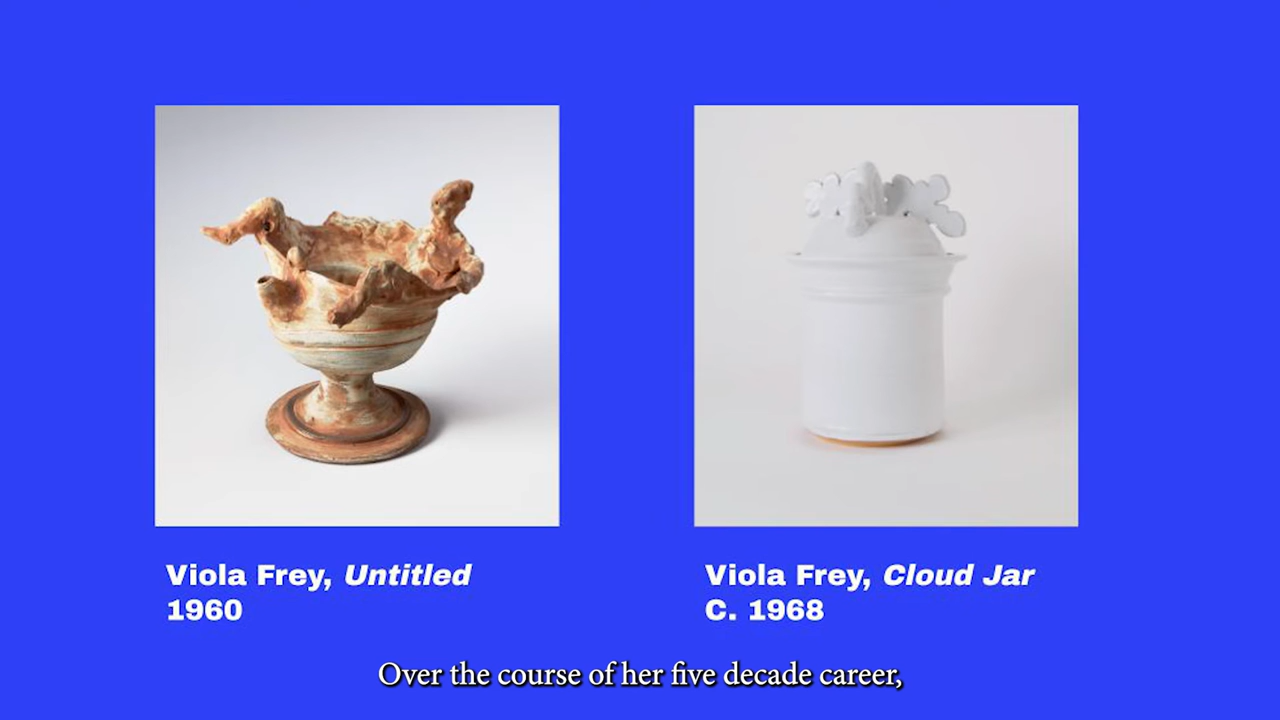 Viola Frey, Untitled
1960
Viola Frey, Cloud Jar
C. 1968
Over the course of her five decade career,